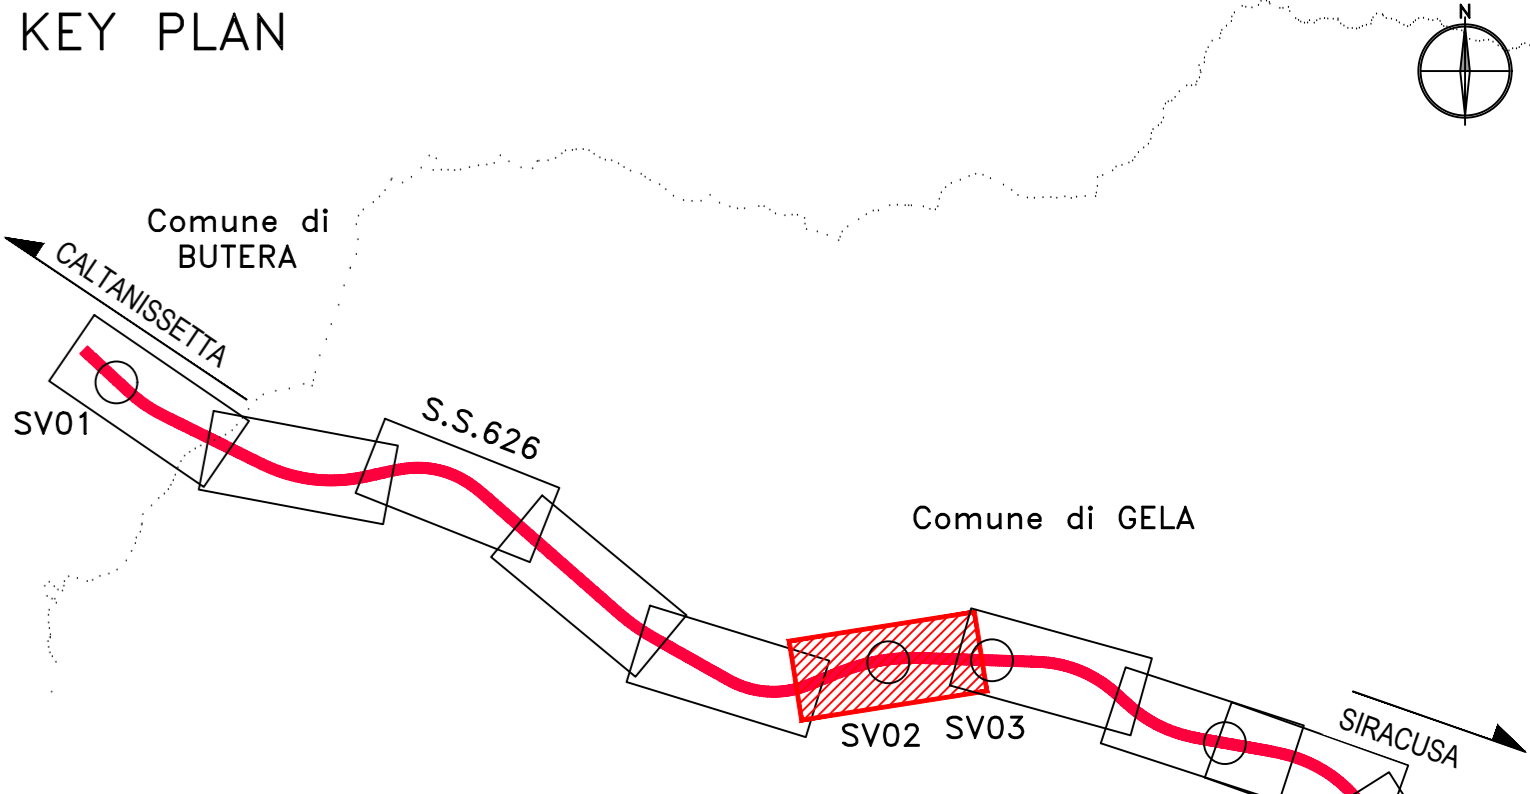 KEY PLAN
N
Comune di
BUTERA
CALTANISSETTA
SV01
S.S.626
Comune di GELA
SV02
SV03
SIRACUSA